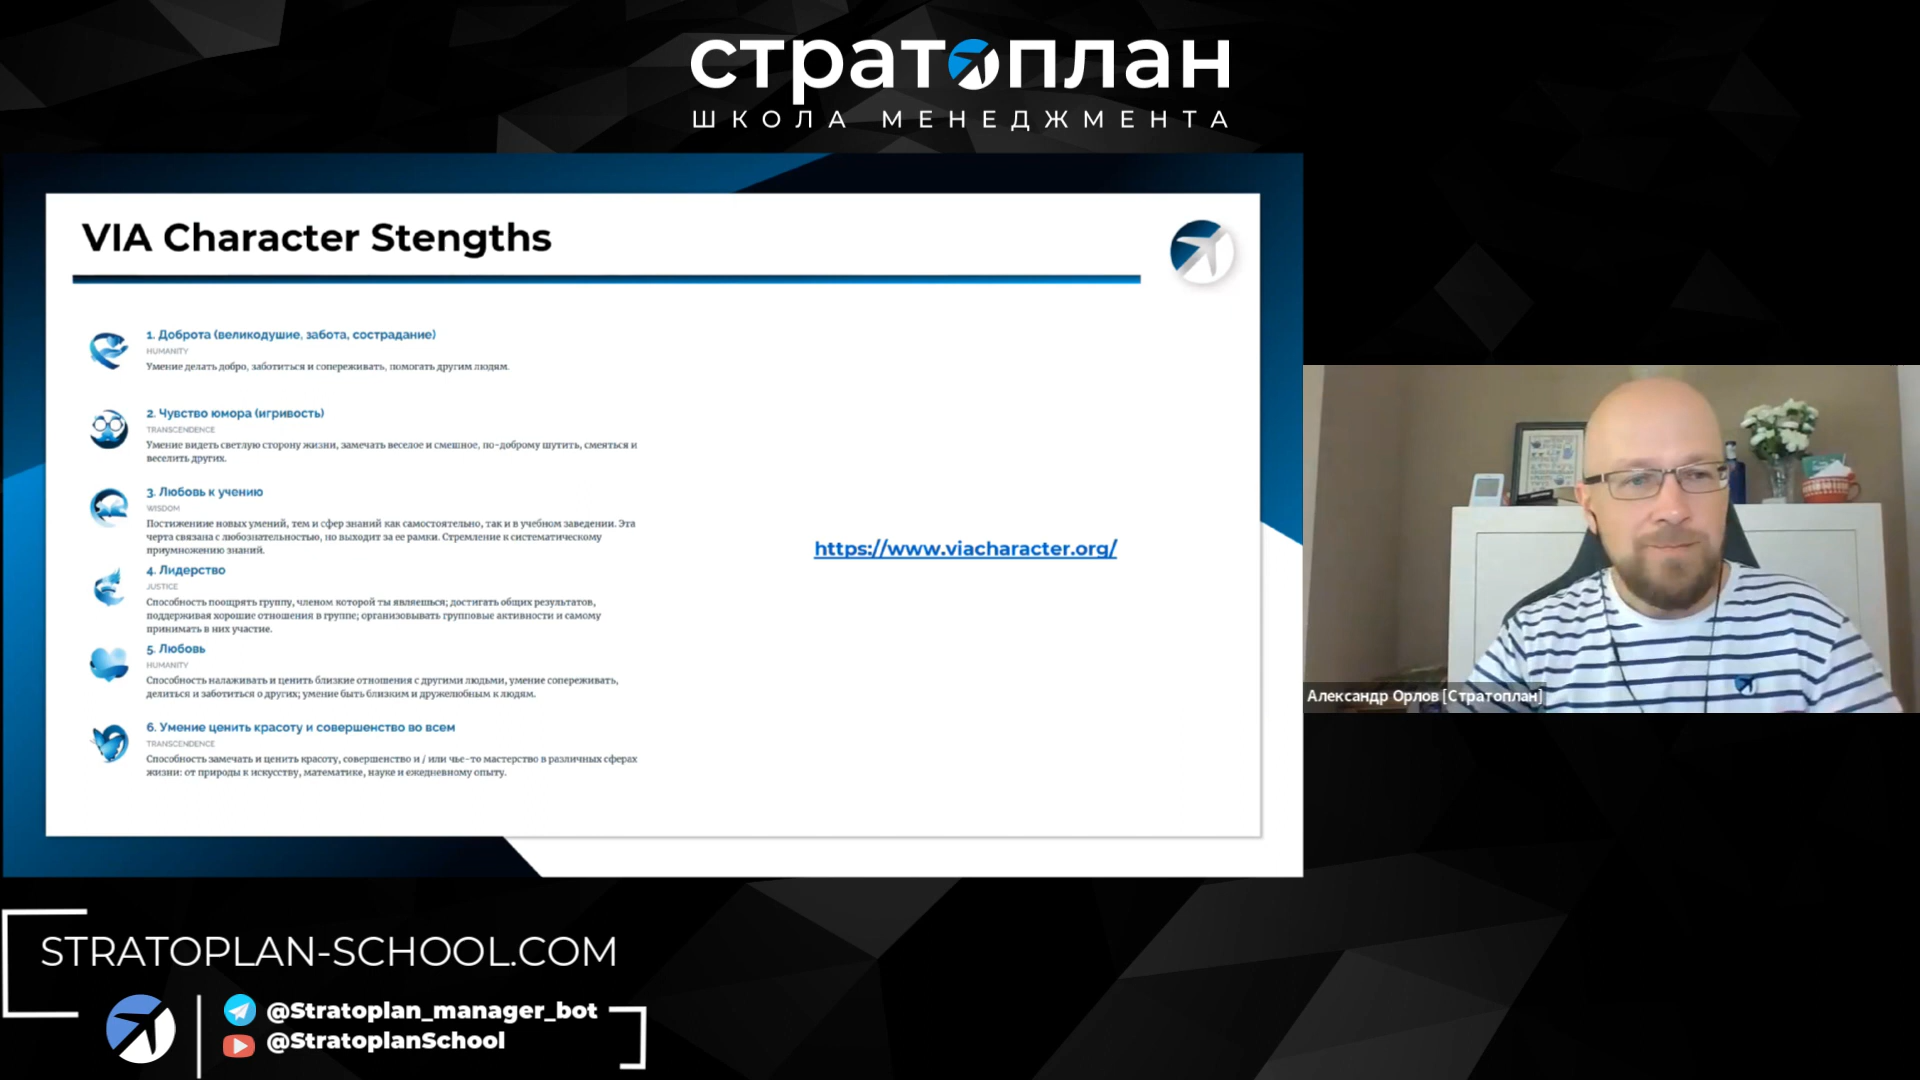 стратоплан
ШКОЛА МЕНЕДЖМЕНТА
VIA Character Stengths
1. Доброта (великодушие, забота, сострадание)
HUMANITY
Умение делать добро, заботиться и сопереживать, помогать другим людям.
2. Чувство юмора (игривость)
TRANSCENDENCE
Умение видеть светлую сторону жизни, замечать веселое и смешное, по-доброму шутить, смеяться и
веселить других.
3. Любовь к учению
WISDOM
Постижениие новых умений, тем и сфер знаний как самостоятельно, так и в учебном заведении. Эта
черта связана с любознательностью, но выходит за ее рамки. Стремление к систематическому
приумножению знаний.
4. Лидерство
JUSTICE
Способность поощрять группу, членом которой ты являешься; достигать общих результатов,
поддерживая хорошие отношения в группе; организовывать групповые активности и самому
принимать в них участие.
5. Любовь
HUMANITY
Способность налаживать и ценить близкие отношения с другими людьми, умение сопереживать,
делиться и заботиться о других; умение быть близким и дружелюбным к людям.
6. Умение ценить красоту и совершенство во всем
TRANSCENDENCE
Способность замечать и ценить красоту, совершенство и / или чье-то мастерство в различных сферах
жизни: от природы к искусству, математике, науке и ежедневному опыту.
https://www.viacharacter.org/
Александр Орлов [Стратоплан]
STRATOPLAN-SCHOOL.COM
@Stratoplan_manager_bot
@StratoplanSchool